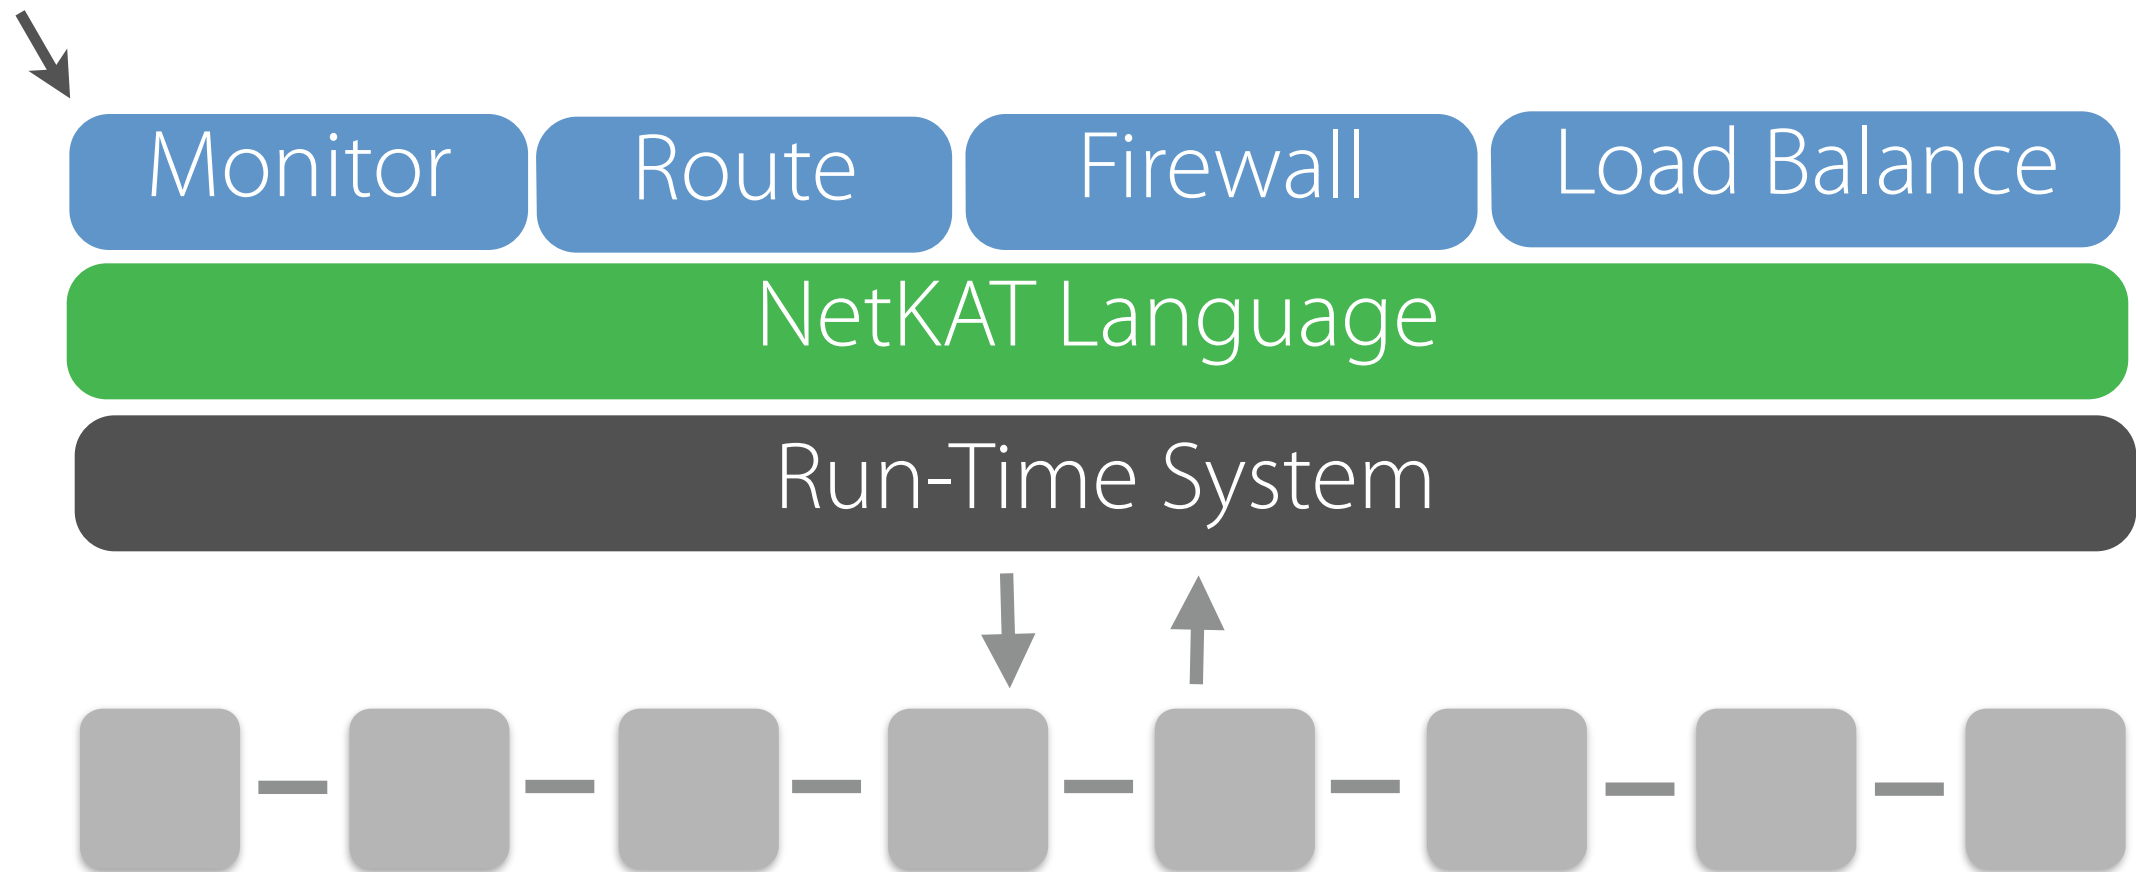 Monitor
Route
Firewall
Load Balance
NetKAT Language
Run-Time System